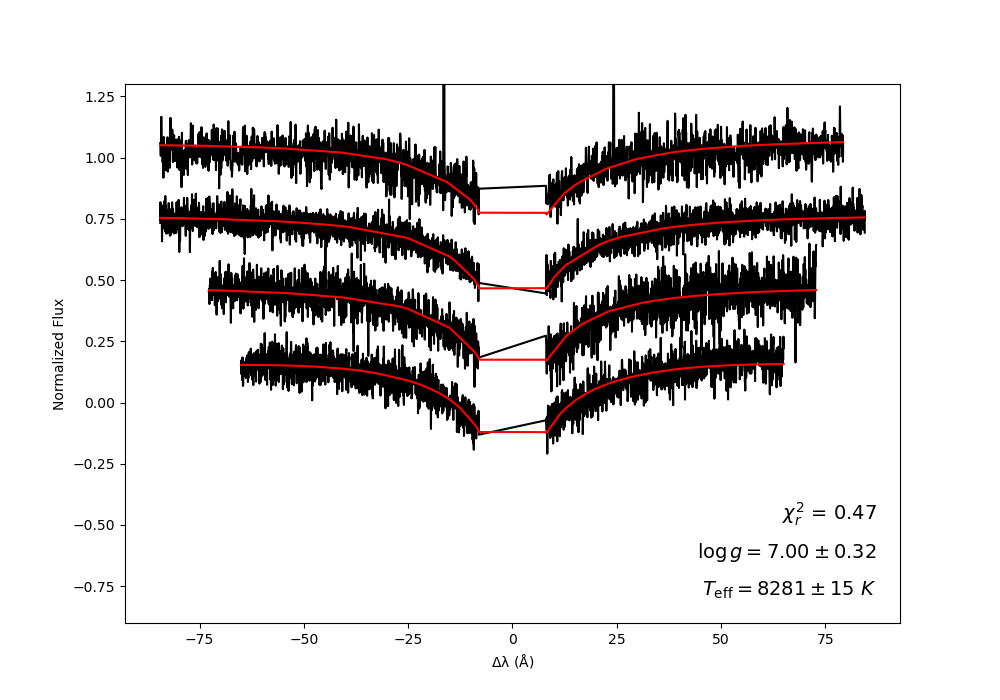 1.25
1.00
0.75
0.50
0.25
0.00
−0.25
−0.50
−0.75
Normalized Flux
χ²ᵣ = 0.47
log g = 7.00 ± 0.32
T_eff = 8281 ± 15 K
−75 −50 −25 0 25 50 75
Δλ (Å)